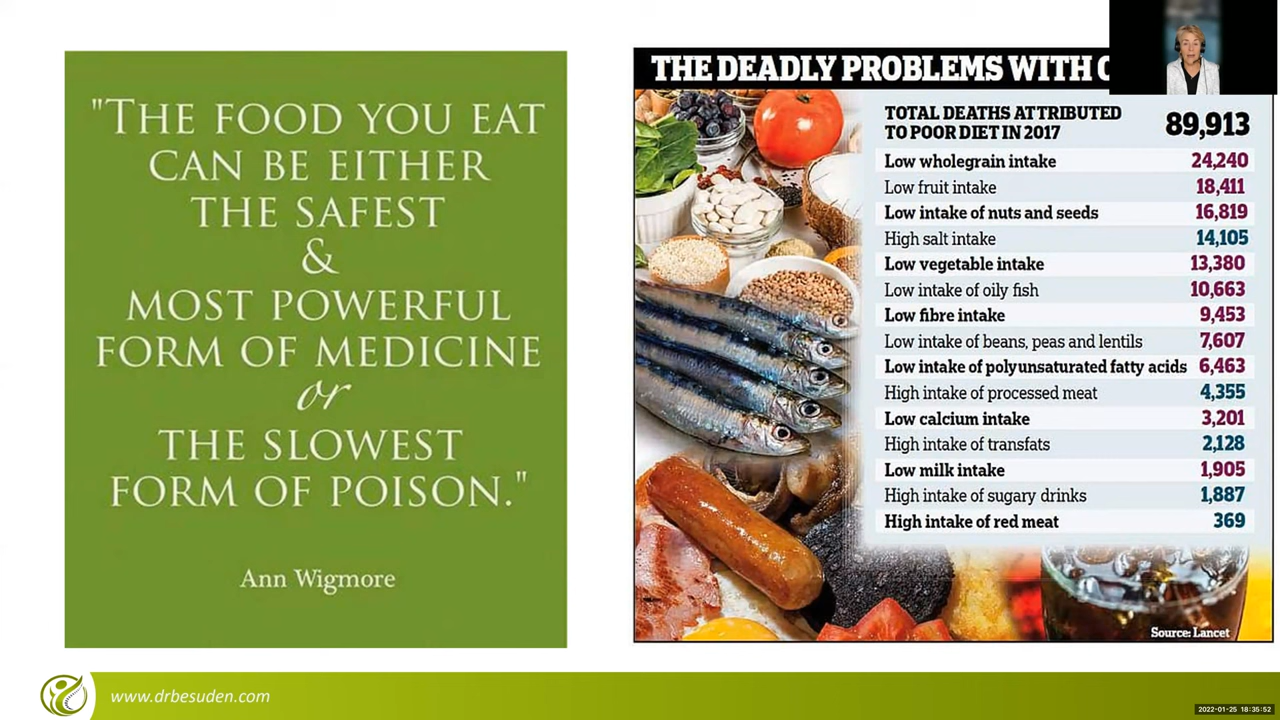 "THE FOOD YOU EAT
CAN BE EITHER
THE SAFEST
&
MOST POWERFUL
FORM OF MEDICINE
or
THE SLOWEST
FORM OF POISON."
Ann Wigmore
THE DEADLY PROBLEMS WITH
TOTAL DEATHS ATTRIBUTED
TO POOR DIET IN 2017 89,913
Low wholegrain intake 24,240
Low fruit intake 18,411
Low intake of nuts and seeds 16,819
High salt intake 14,105
Low vegetable intake 13,380
Low intake of oily fish 10,663
Low fibre intake 9,453
Low intake of beans, peas and lentils 7,607
Low intake of polyunsaturated fatty acids 6,463
High intake of processed meat 4,355
Low calcium intake 3,201
High intake of transfats 2,128
Low milk intake 1,905
High intake of sugary drinks 1,887
High intake of red meat 369
Source: Lancet
www.drbesuden.com
2022-01-25 18:35:52